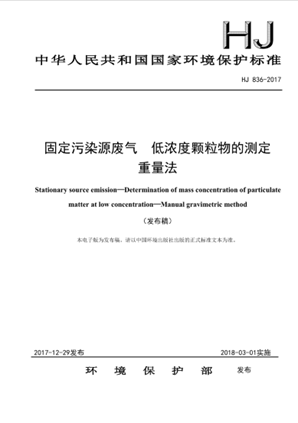 HJ
中华人民共和国国家环境保护标准
HJ 836-2017
固定污染源废气 低浓度颗粒物的测定
重量法
Stationary source emission—Determination of mass concentration of particulate
matter at low concentration—Manual gravimetric method
（发布稿）
本电子版为发布稿。请以中国环境出版社出版的正式标准文本为准。
2017-12-29发布 2018-03-01实施
环境保护部 发布